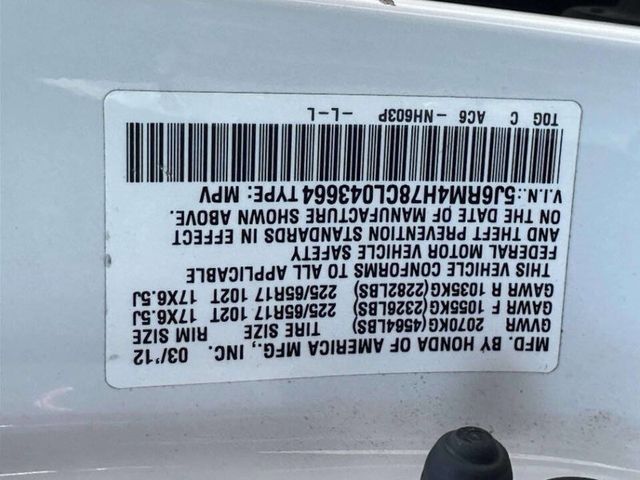 MFD. BY HONDA OF AMERICA MFG., INC. 03/'12
GVWR 2070KG(4564LBS) TIRE SIZE RIM SIZE
GAWR F 1055KG(2326LBS) 225/65R17 102T 17X6.5J
GAWR R 1035KG(2282LBS) 225/65R17 102T 17X6.5J
THIS VEHICLE CONFORMS TO ALL APPLICABLE
FEDERAL MOTOR VEHICLE SAFETY
AND THEFT PREVENTION STANDARDS IN EFFECT
ON THE DATE OF MANUFACTURE SHOWN ABOVE.
V.I.N.: 5J6RM4H78CL043664 TYPE: MPV
TOG C AC6 -NH603P -L-L